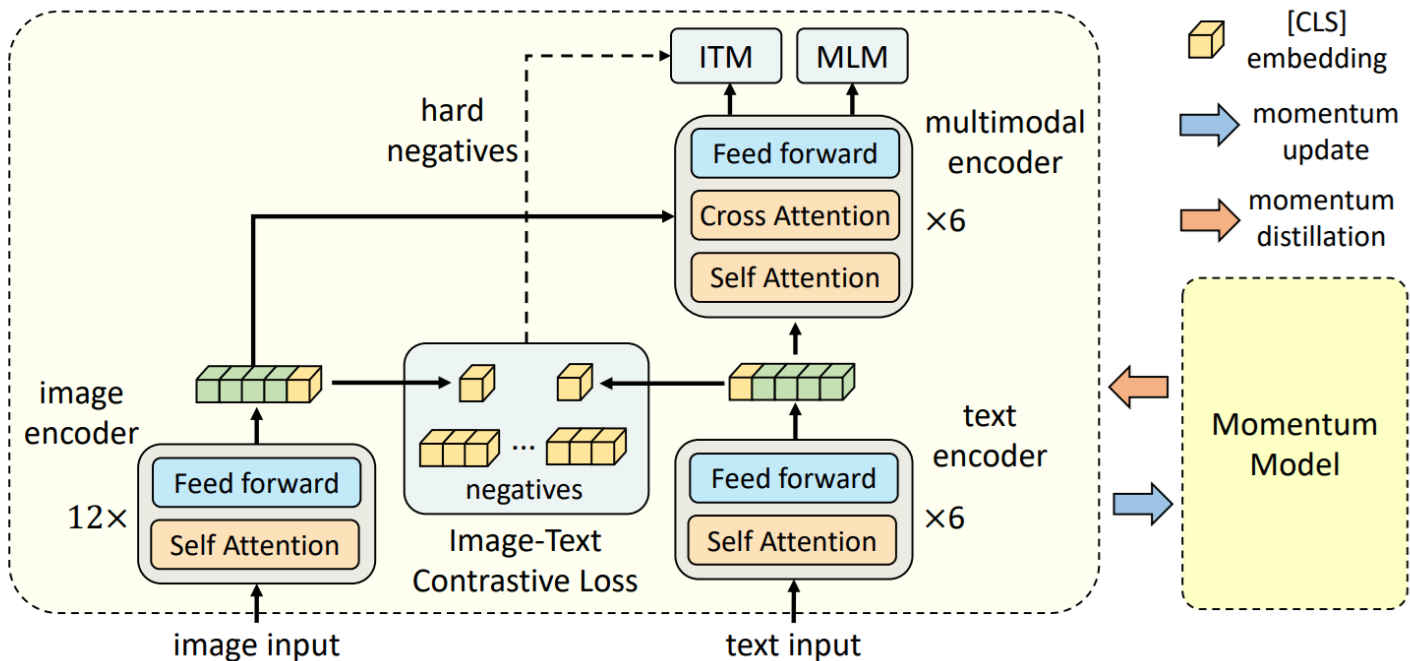 ITM
MLM
hard
negatives
Feed forward
Cross Attention
Self Attention
multimodal
encoder
×6
image
encoder
12×
Feed forward
Self Attention
image input
...
negatives
Image-Text
Contrastive Loss
text
encoder
Feed forward
Self Attention
×6
text input
[CLS]
embedding
momentum
update
momentum
distillation
Momentum
Model